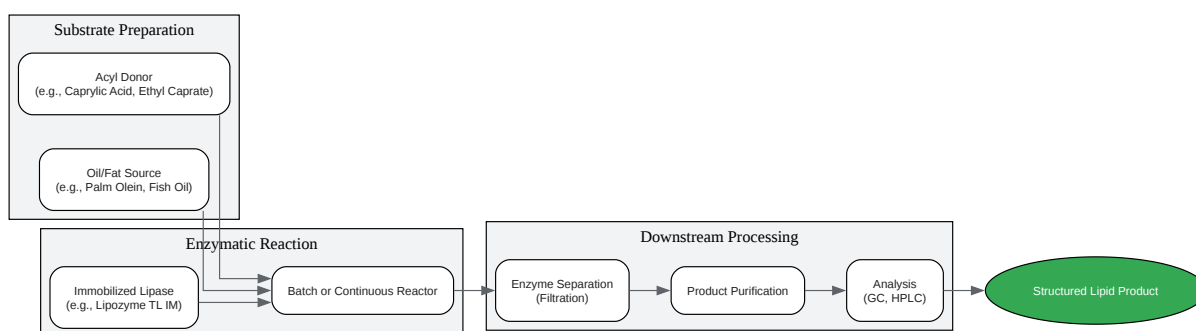 Substrate Preparation
Acyl Donor
(e.g., Caprylic Acid, Ethyl Caprate)
Oil/Fat Source
(e.g., Palm Olein, Fish Oil)
Enzymatic Reaction
Immobilized Lipase
(e.g., Lipozyme TL IM)
Batch or Continuous Reactor
Downstream Processing
Enzyme Separation
(Filtration)
Product Purification
Analysis
(GC, HPLC)
Structured Lipid Product